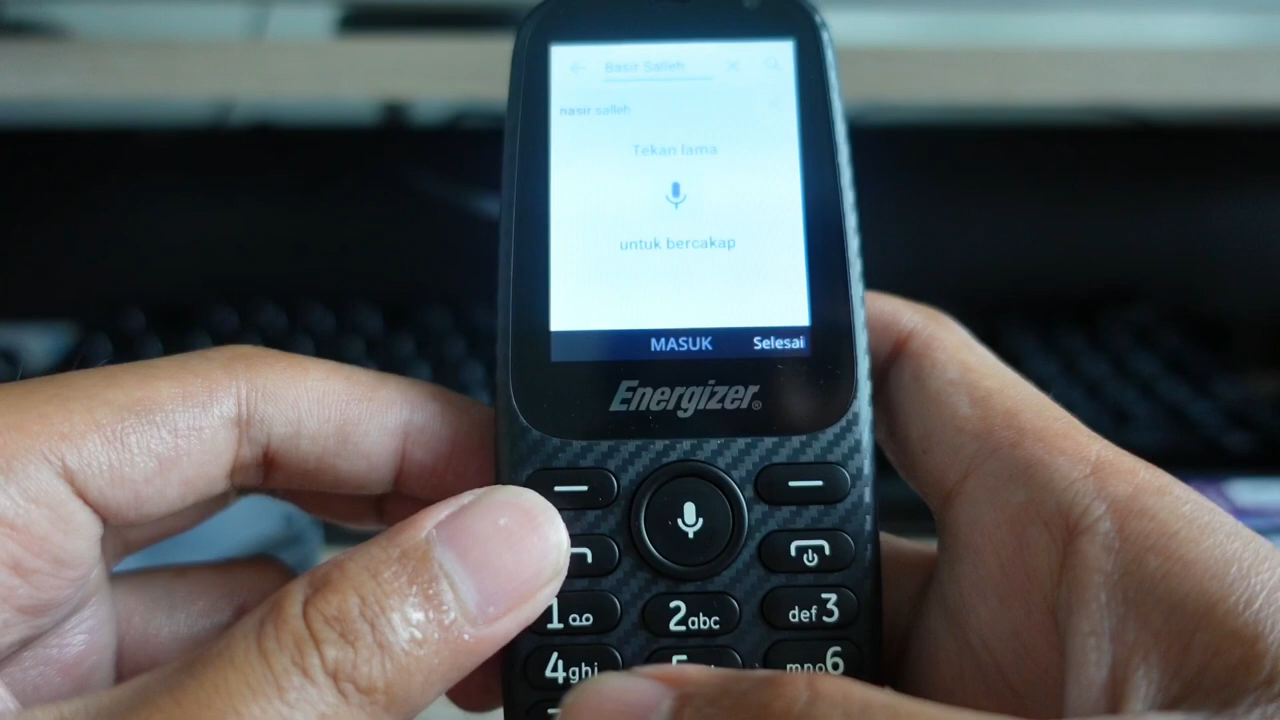 Basir Salleh
nasir salleh
Tekan lama
untuk bercakap
MASUK Selesai
Energizer®
1
2abc
def3
4ghi
mno6